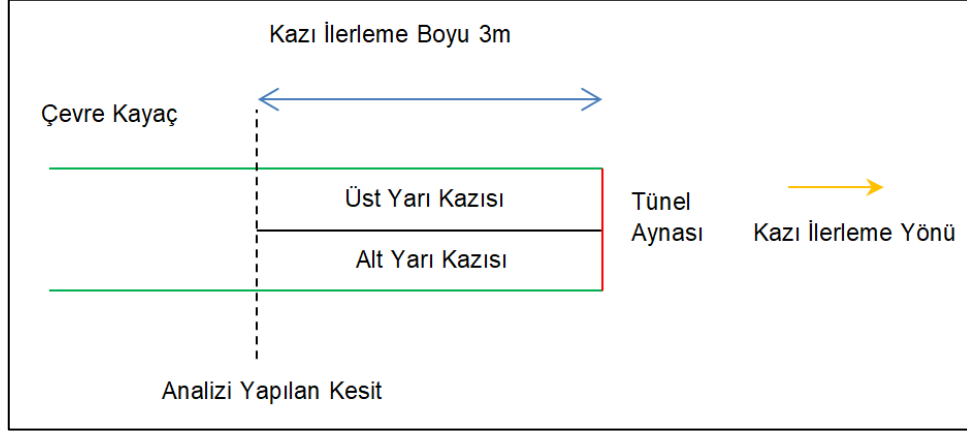 Kazı İlerleme Boyu 3m
Çevre Kayaç
Üst Yarı Kazısı
Alt Yarı Kazısı
Tünel
Aynası
Kazı İlerleme Yönü
Analizi Yapılan Kesit